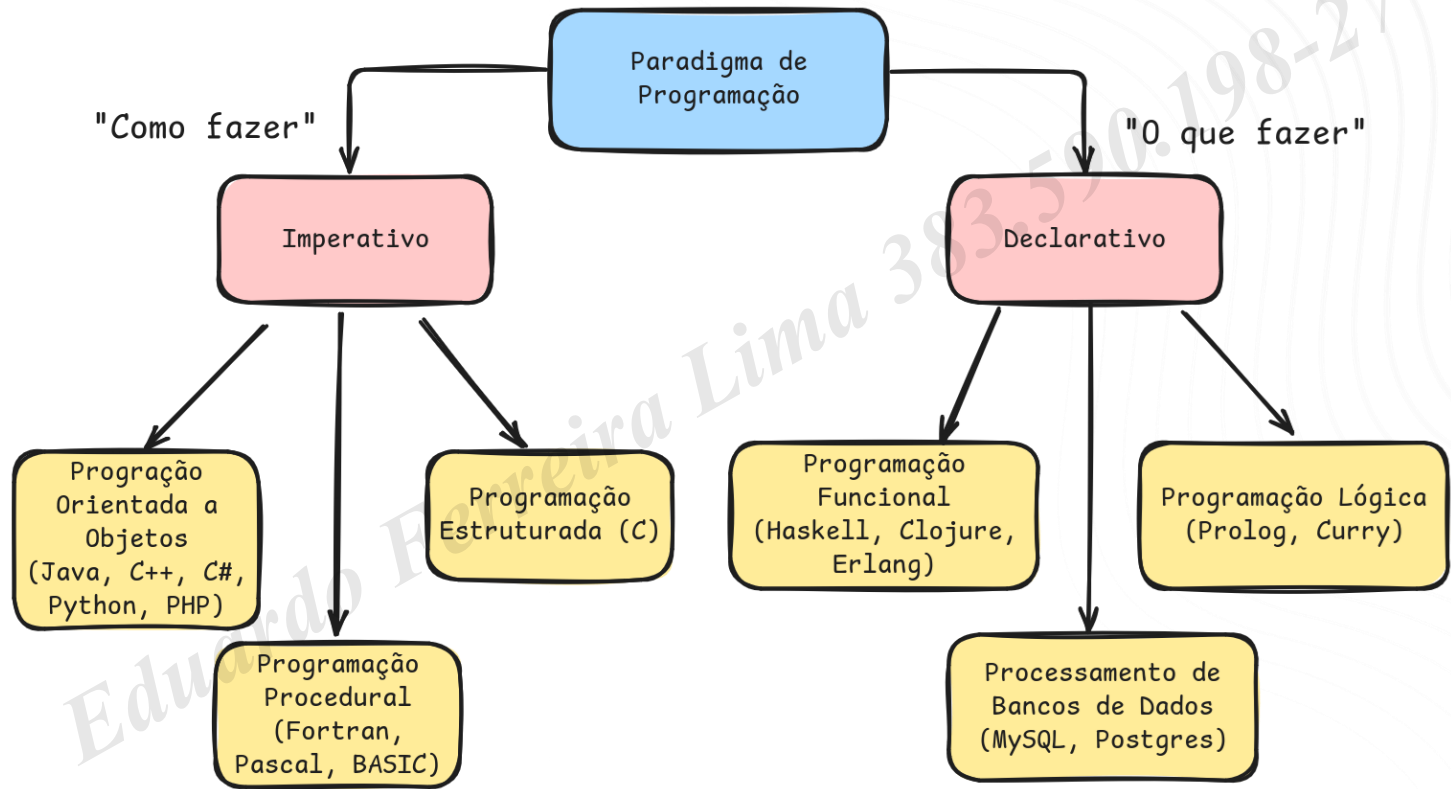 Paradigma de
Programação
"Como fazer"
"O que fazer"
Imperativo
Declarativo
Progração
Orientada a
Objetos
(Java, C++, C#,
Python, PHP)
Programação
Estruturada (C)
Programação
Procedural
(Fortran,
Pascal, BASIC)
Programação
Funcional
(Haskell, Clojure,
Erlang)
Programação Lógica
(Prolog, Curry)
Processamento de
Bancos de Dados
(MySQL, Postgres)
Eduardo Ferreira Lima 383.590.198-27